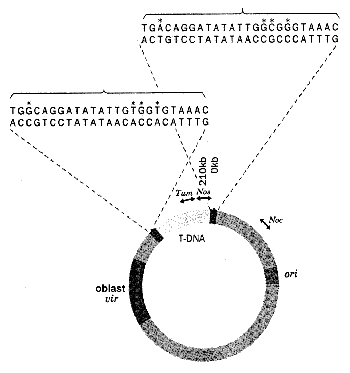 TGACAGGATATATTGGCGGGTAAAC
ACTGTCCTATATAACCGCCCATTTG
TGGCAGGATATATTGTGGTGTAAAC
ACCGTCCTATATAACACCACATTTG
210kb
0kb
Tum
Nos
Noc
T-DNA
ori
oblast
vir